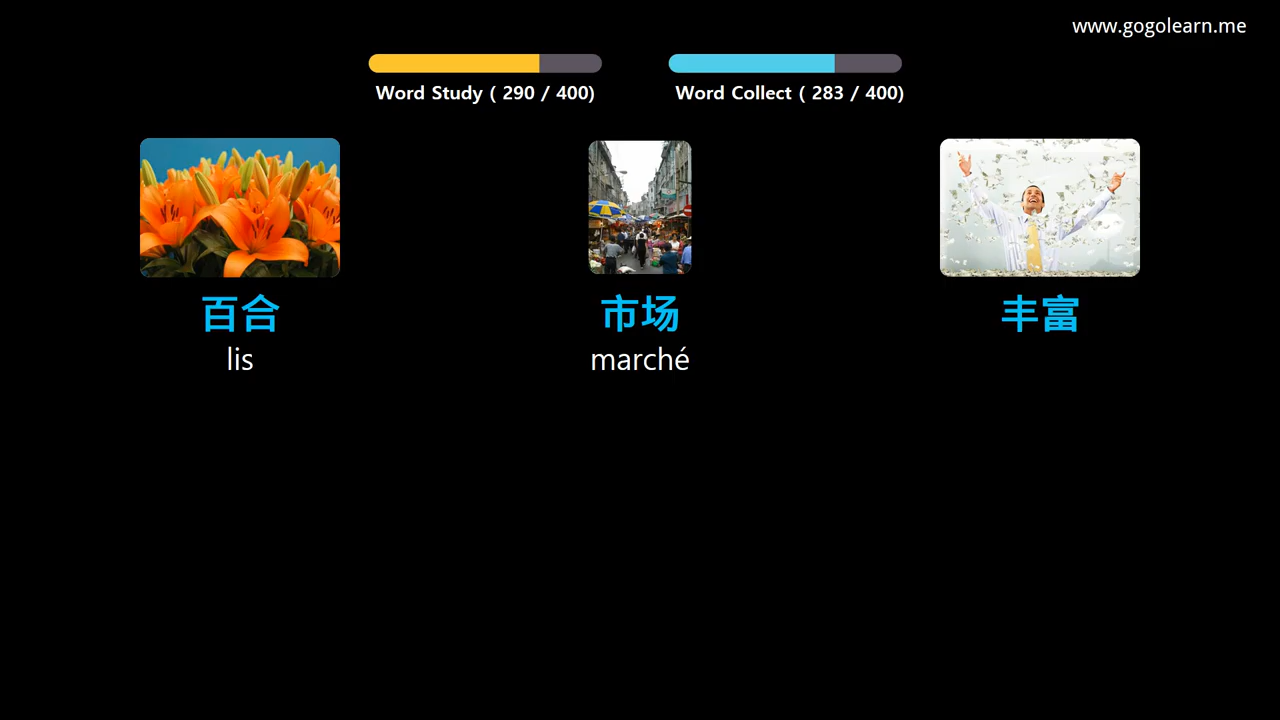 www.gogolearn.me
Word Study ( 290 / 400)
Word Collect ( 283 / 400)
百合
市场
丰富
lis
marché